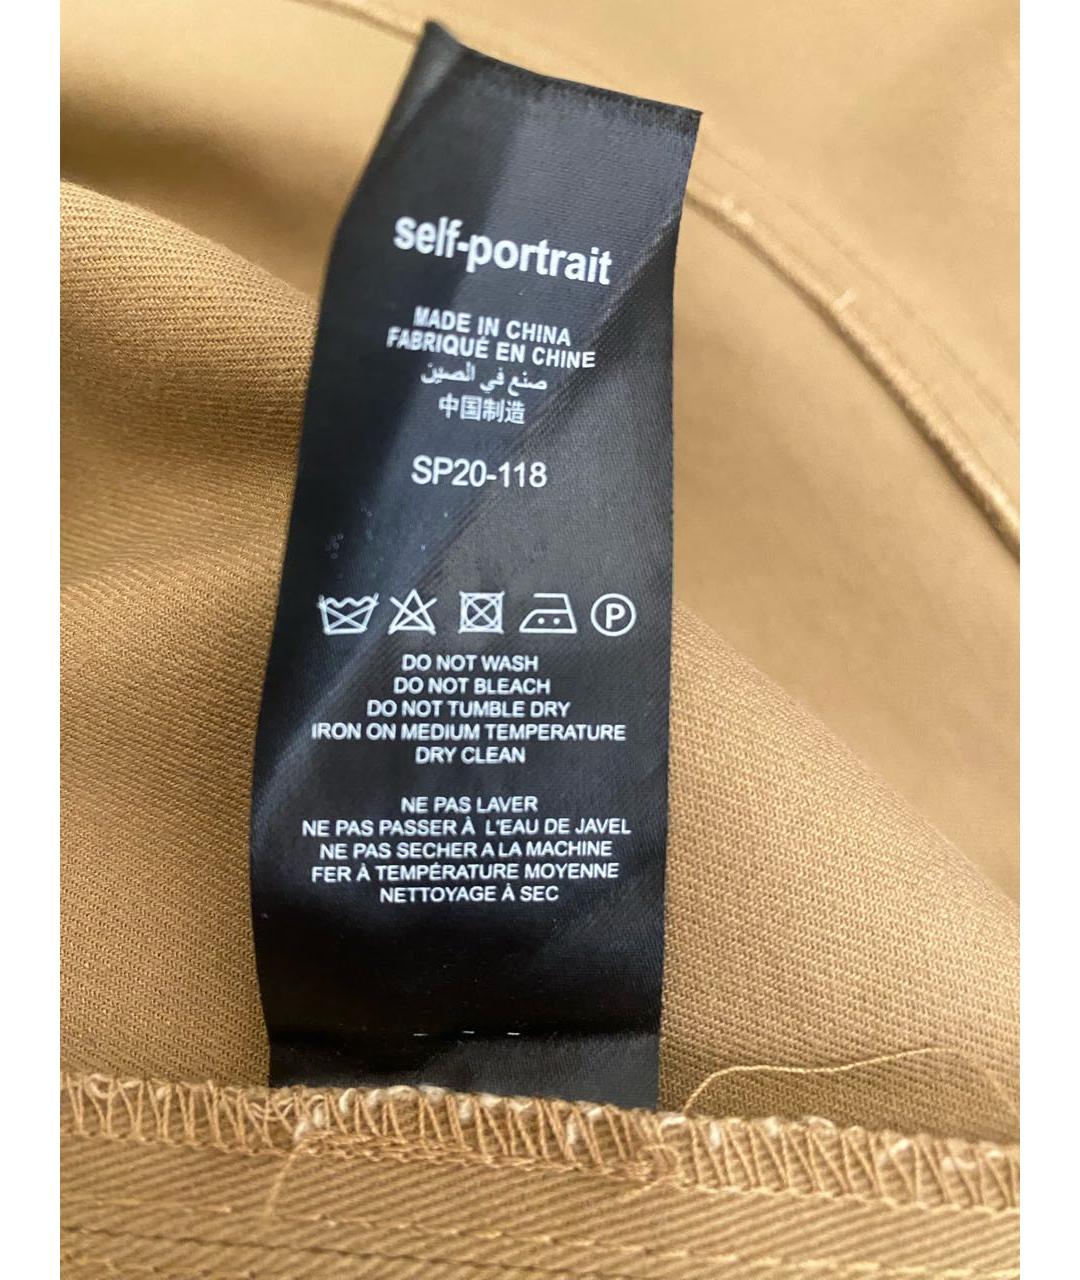 self-portrait
MADE IN CHINA
FABRIQUÉ EN CHINE
صنع في الصين
中国制造
SP20-118
P
DO NOT WASH
DO NOT BLEACH
DO NOT TUMBLE DRY
IRON ON MEDIUM TEMPERATURE
DRY CLEAN
NE PAS LAVER
NE PAS PASSER À L'EAU DE JAVEL
NE PAS SECHER A LA MACHINE
FER À TEMPÉRATURE MOYENNE
NETTOYAGE À SEC